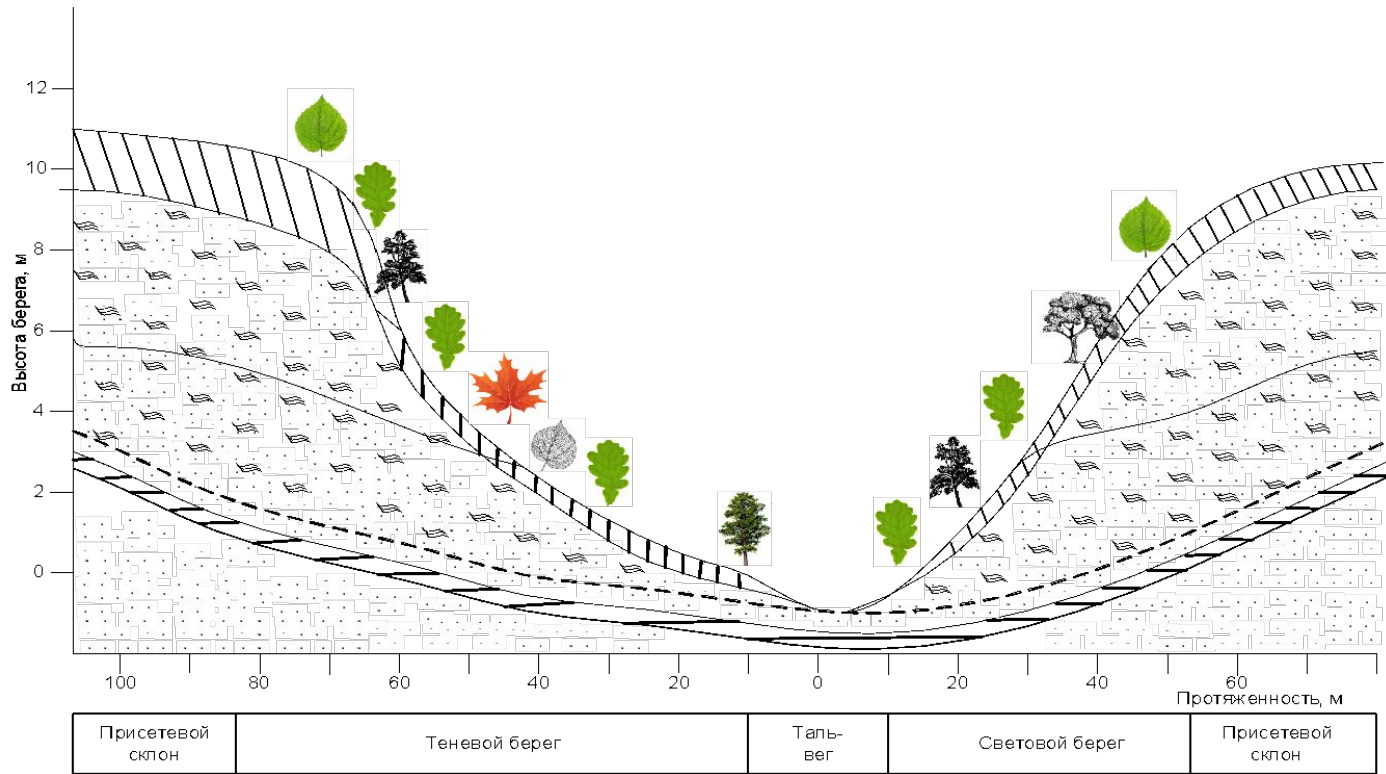 12
10
8
6
4
2
0
Высота берега, м
100 80 60 40 20 0 20 40 60
Протяженность, м
Присетевой
склон
Теневой берег
Таль-
вег
Световой берег
Присетевой
склон